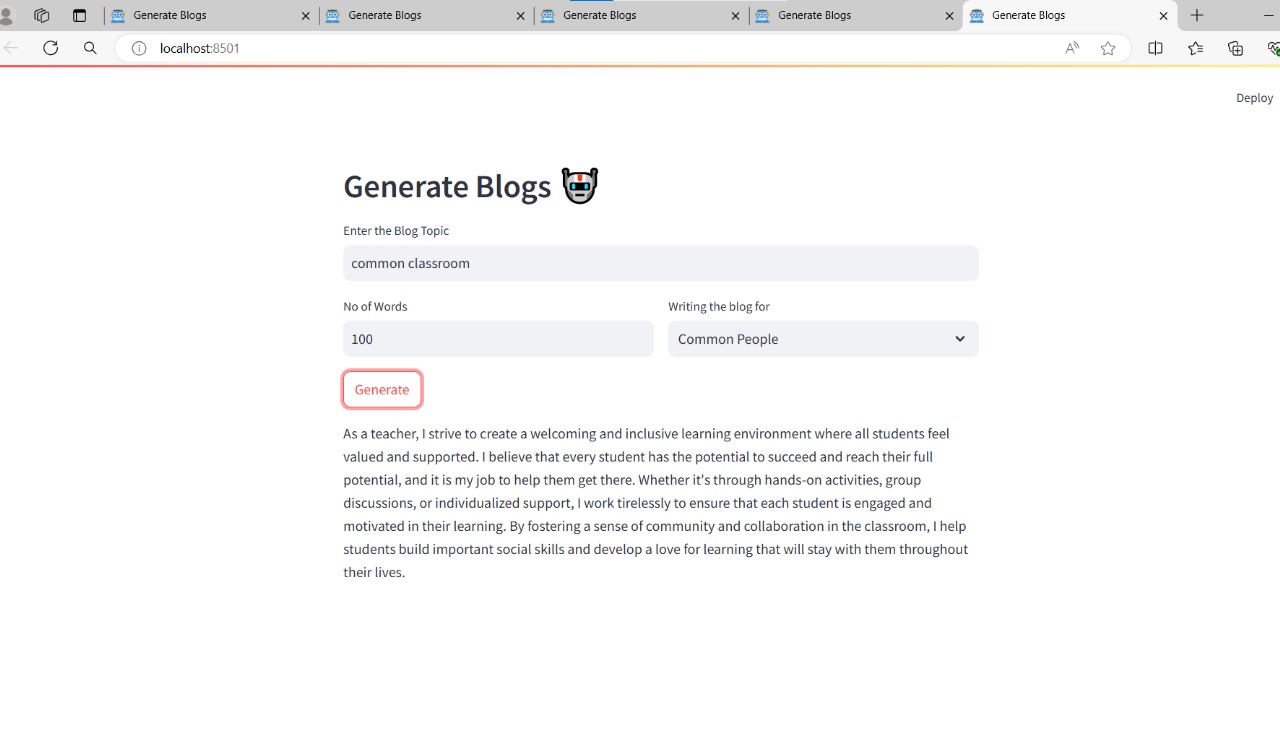 Generate Blogs
Generate Blogs
Generate Blogs
Generate Blogs
Generate Blogs
localhost:8501
Deploy
Generate Blogs
Enter the Blog Topic
common classroom
No of Words
Writing the blog for
100
Common People
Generate
As a teacher, I strive to create a welcoming and inclusive learning environment where all students feel
valued and supported. I believe that every student has the potential to succeed and reach their full
potential, and it is my job to help them get there. Whether it's through hands-on activities, group
discussions, or individualized support, I work tirelessly to ensure that each student is engaged and
motivated in their learning. By fostering a sense of community and collaboration in the classroom, I help
students build important social skills and develop a love for learning that will stay with them throughout
their lives.